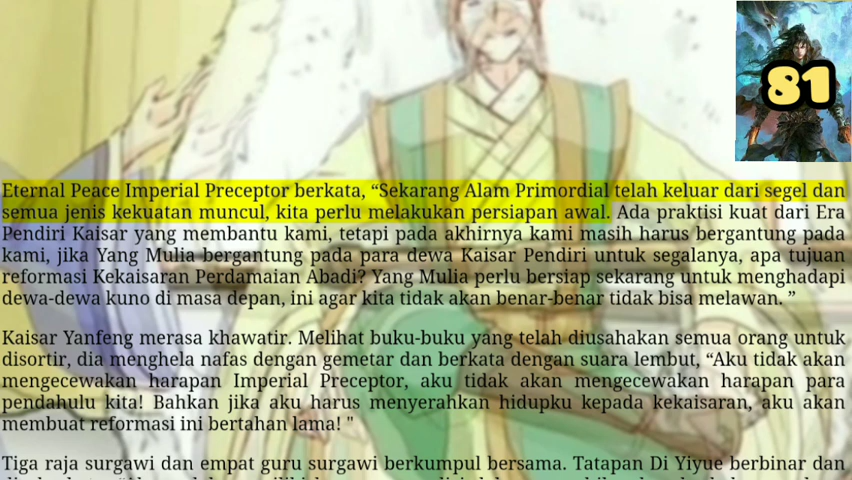 81
Eternal Peace Imperial Preceptor berkata, “Sekarang Alam Primordial telah keluar dari segel dan
semua jenis kekuatan muncul, kita perlu melakukan persiapan awal. Ada praktisi kuat dari Era
Pendiri Kaisar yang membantu kami, tetapi pada akhirnya kami masih harus bergantung pada
kami, jika Yang Mulia bergantung pada para dewa Kaisar Pendiri untuk segalanya, apa tujuan
reformasi Kekaisaran Perdamaian Abadi? Yang Mulia perlu bersiap sekarang untuk menghadapi
dewa-dewa kuno di masa depan, ini agar kita tidak akan benar-benar tidak bisa melawan. ”
Kaisar Yanfeng merasa khawatir. Melihat buku-buku yang telah diusahakan semua orang untuk
disortir, dia menghela nafas dengan gemetar dan berkata dengan suara lembut, “Aku tidak akan
mengecewakan harapan Imperial Preceptor, aku tidak akan mengecewakan harapan para
pendahulu kita! Bahkan jika aku harus menyerahkan hidupku kepada kekaisaran, aku akan
membuat reformasi ini bertahan lama! "
Tiga raja surgawi dan empat guru surgawi berkumpul bersama. Tatapan Di Yiyue berbinar dan